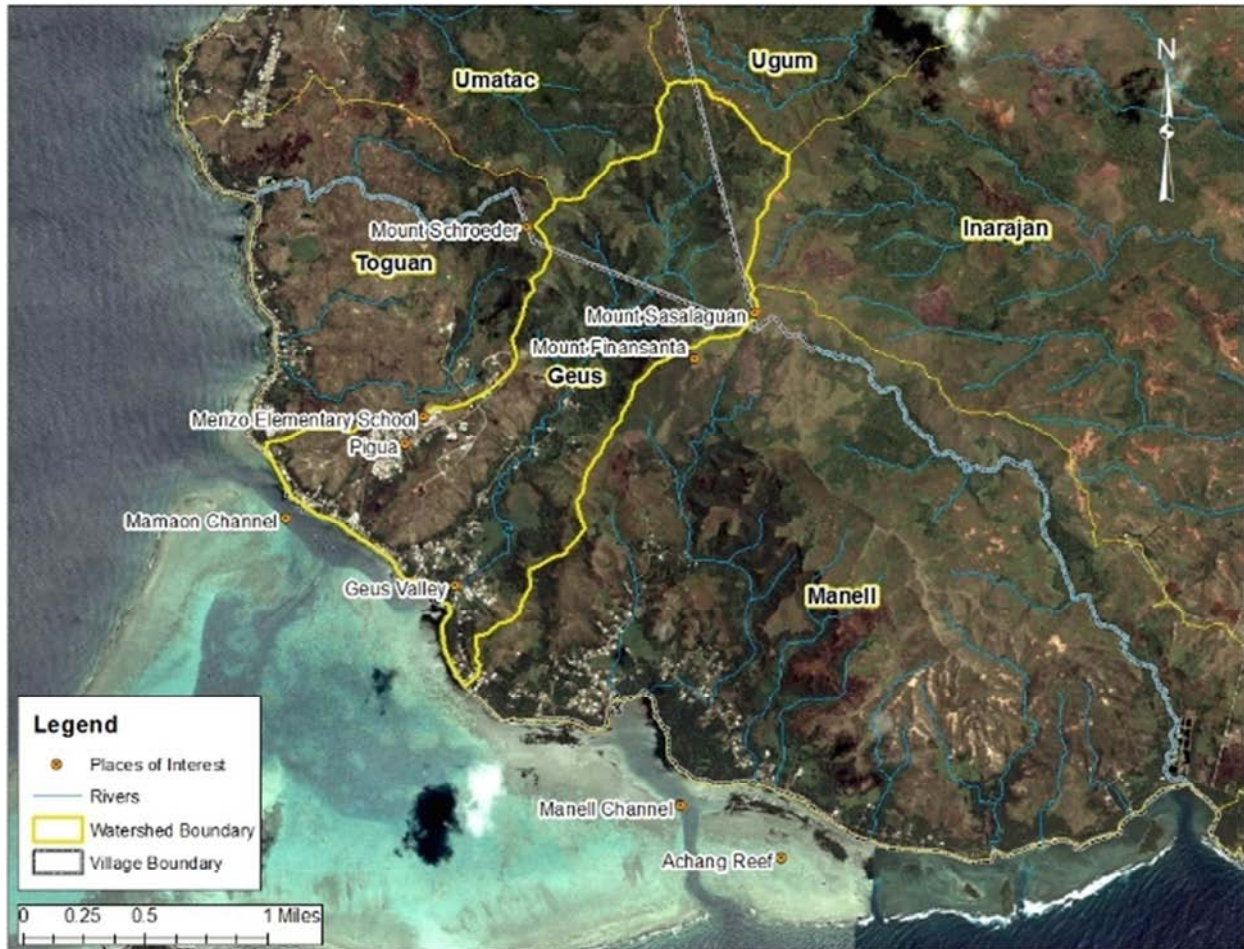 Umatac
Ugum
N
Inarajan
Mount Schroeder
Toguan
Mount Sasalaguan
Mount Finansanta
Geus
Merizo Elementary School
Pigua
Mamaon Channel
Geus Valley
Manell
Manell Channel
Achang Reef
Legend
Places of Interest
Rivers
Watershed Boundary
Village Boundary
0 0.25 0.5 1 Miles